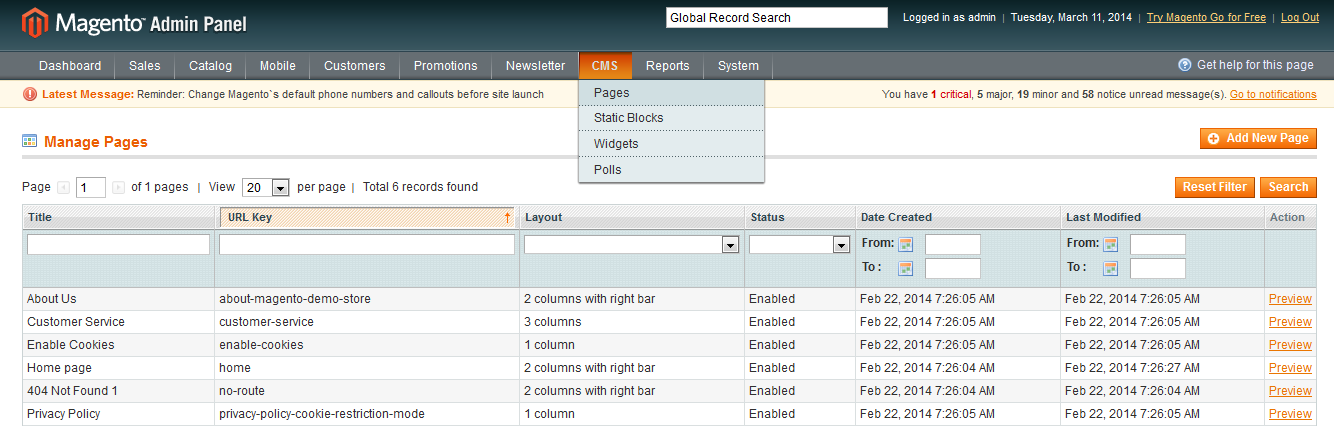 Magento Admin Panel
Global Record Search
Logged in as admin | Tuesday, March 11, 2014 | Try Magento Go for Free | Log Out
Dashboard Sales Catalog Mobile Customers Promotions Newsletter CMS Reports System Get help for this page
Latest Message: Reminder: Change Magento`s default phone numbers and callouts before site launch
You have 1 critical, 5 major, 19 minor and 58 notice unread message(s). Go to notifications
Pages
Static Blocks
Widgets
Polls
Manage Pages
Add New Page
Page 1 of 1 pages | View 20 per page | Total 6 records found
Reset Filter Search
Title URL Key Layout Status Date Created Last Modified Action
From: From:
To : To :
About Us about-magento-demo-store 2 columns with right bar Enabled Feb 22, 2014 7:26:05 AM Feb 22, 2014 7:26:05 AM Preview
Customer Service customer-service 3 columns Enabled Feb 22, 2014 7:26:05 AM Feb 22, 2014 7:26:05 AM Preview
Enable Cookies enable-cookies 1 column Enabled Feb 22, 2014 7:26:05 AM Feb 22, 2014 7:26:05 AM Preview
Home page home 2 columns with right bar Enabled Feb 22, 2014 7:26:04 AM Feb 22, 2014 7:26:27 AM Preview
404 Not Found 1 no-route 2 columns with right bar Enabled Feb 22, 2014 7:26:04 AM Feb 22, 2014 7:26:04 AM Preview
Privacy Policy privacy-policy-cookie-restriction-mode 1 column Enabled Feb 22, 2014 7:26:05 AM Feb 22, 2014 7:26:05 AM Preview